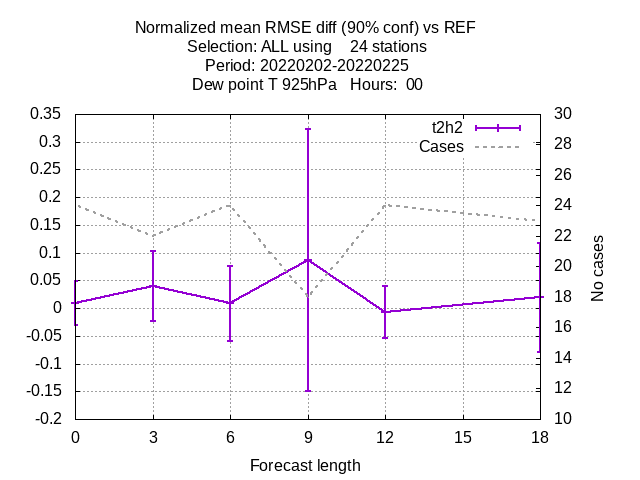 Normalized mean RMSE diff (90% conf) vs REF
Selection: ALL using    24 stations
Period: 20220202-20220225
Dew point T 925hPa   Hours:  00
t2h2
Cases
0.35
0.3
0.25
0.2
0.15
0.1
0.05
0
-0.05
-0.1
-0.15
-0.2
30
28
26
24
22
20
18
16
14
12
10
No cases
0 3 6 9 12 15 18
Forecast length